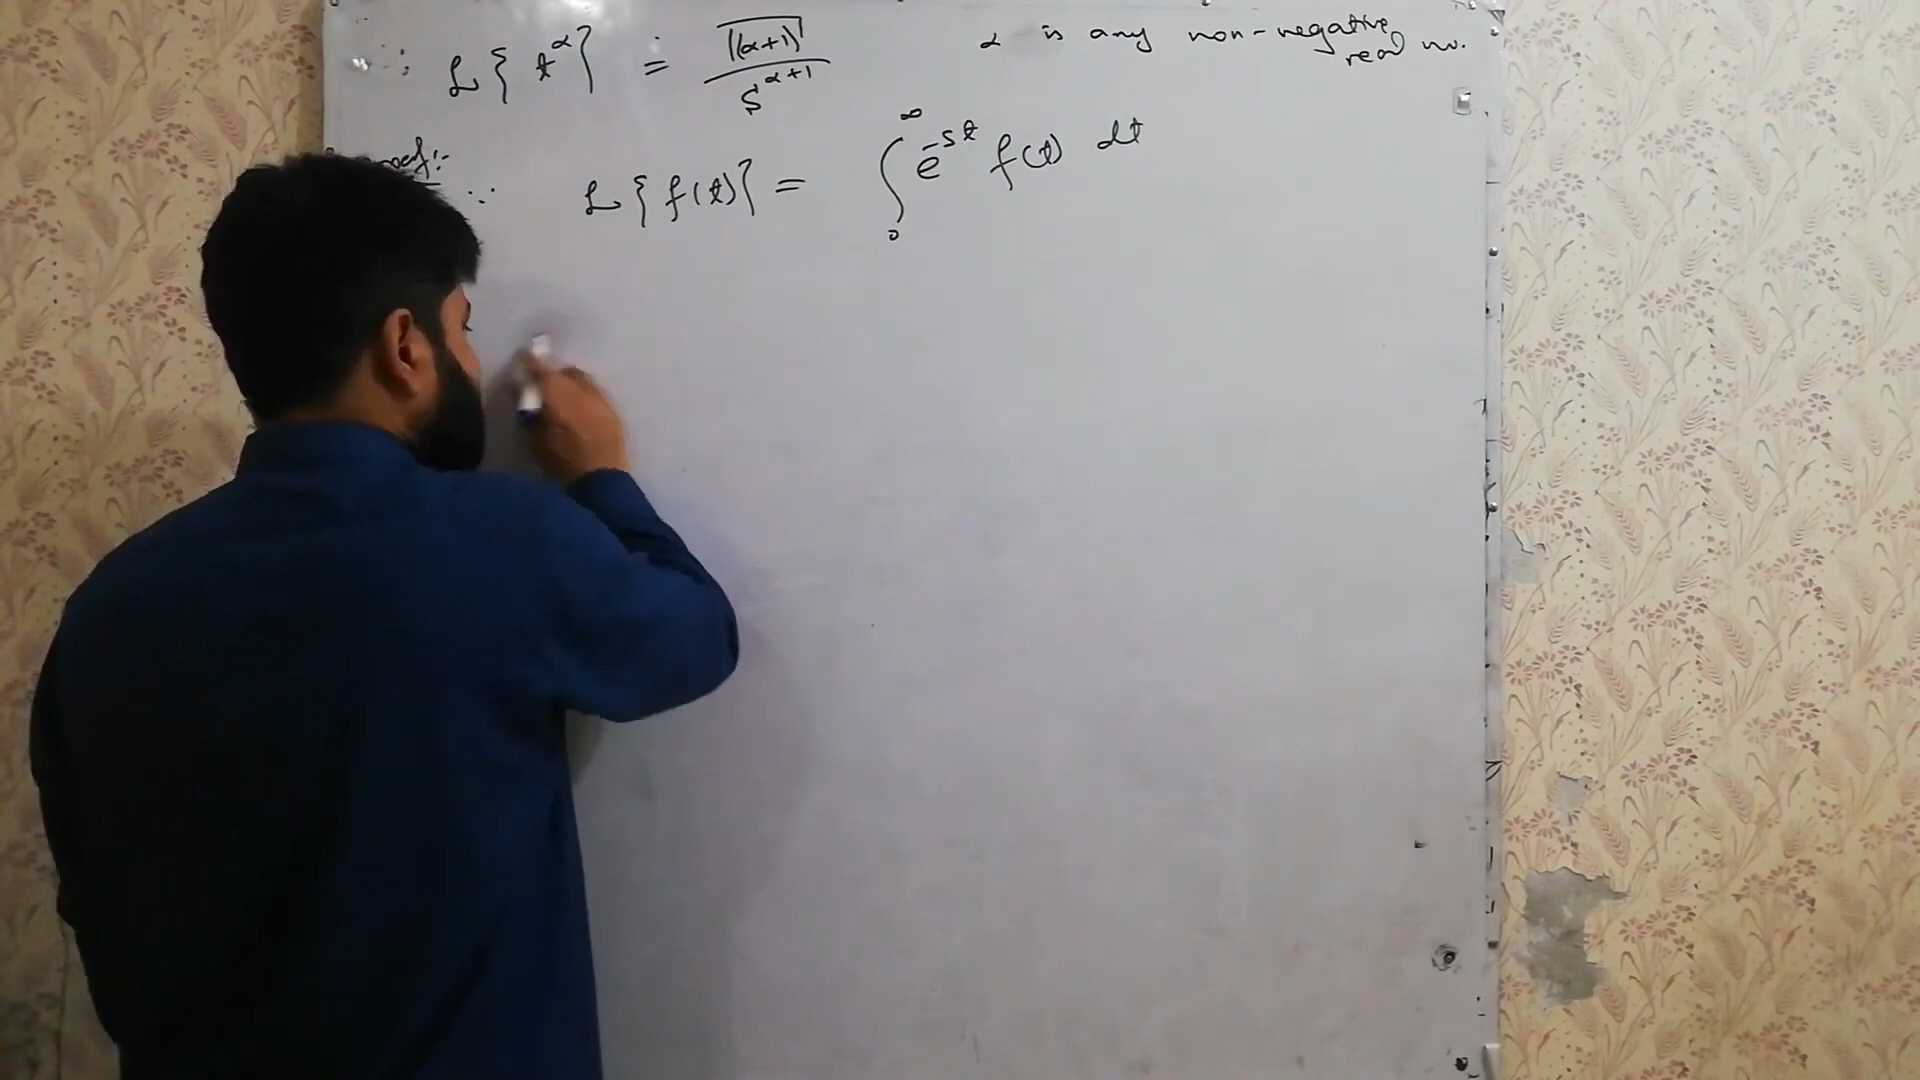 ∴ ℒ{t^α} = Γ(α+1) / S^(α+1) α is any non-negative real no.
∵ ℒ{f(t)} = ∫₀^∞ e^(-st) f(t) dt